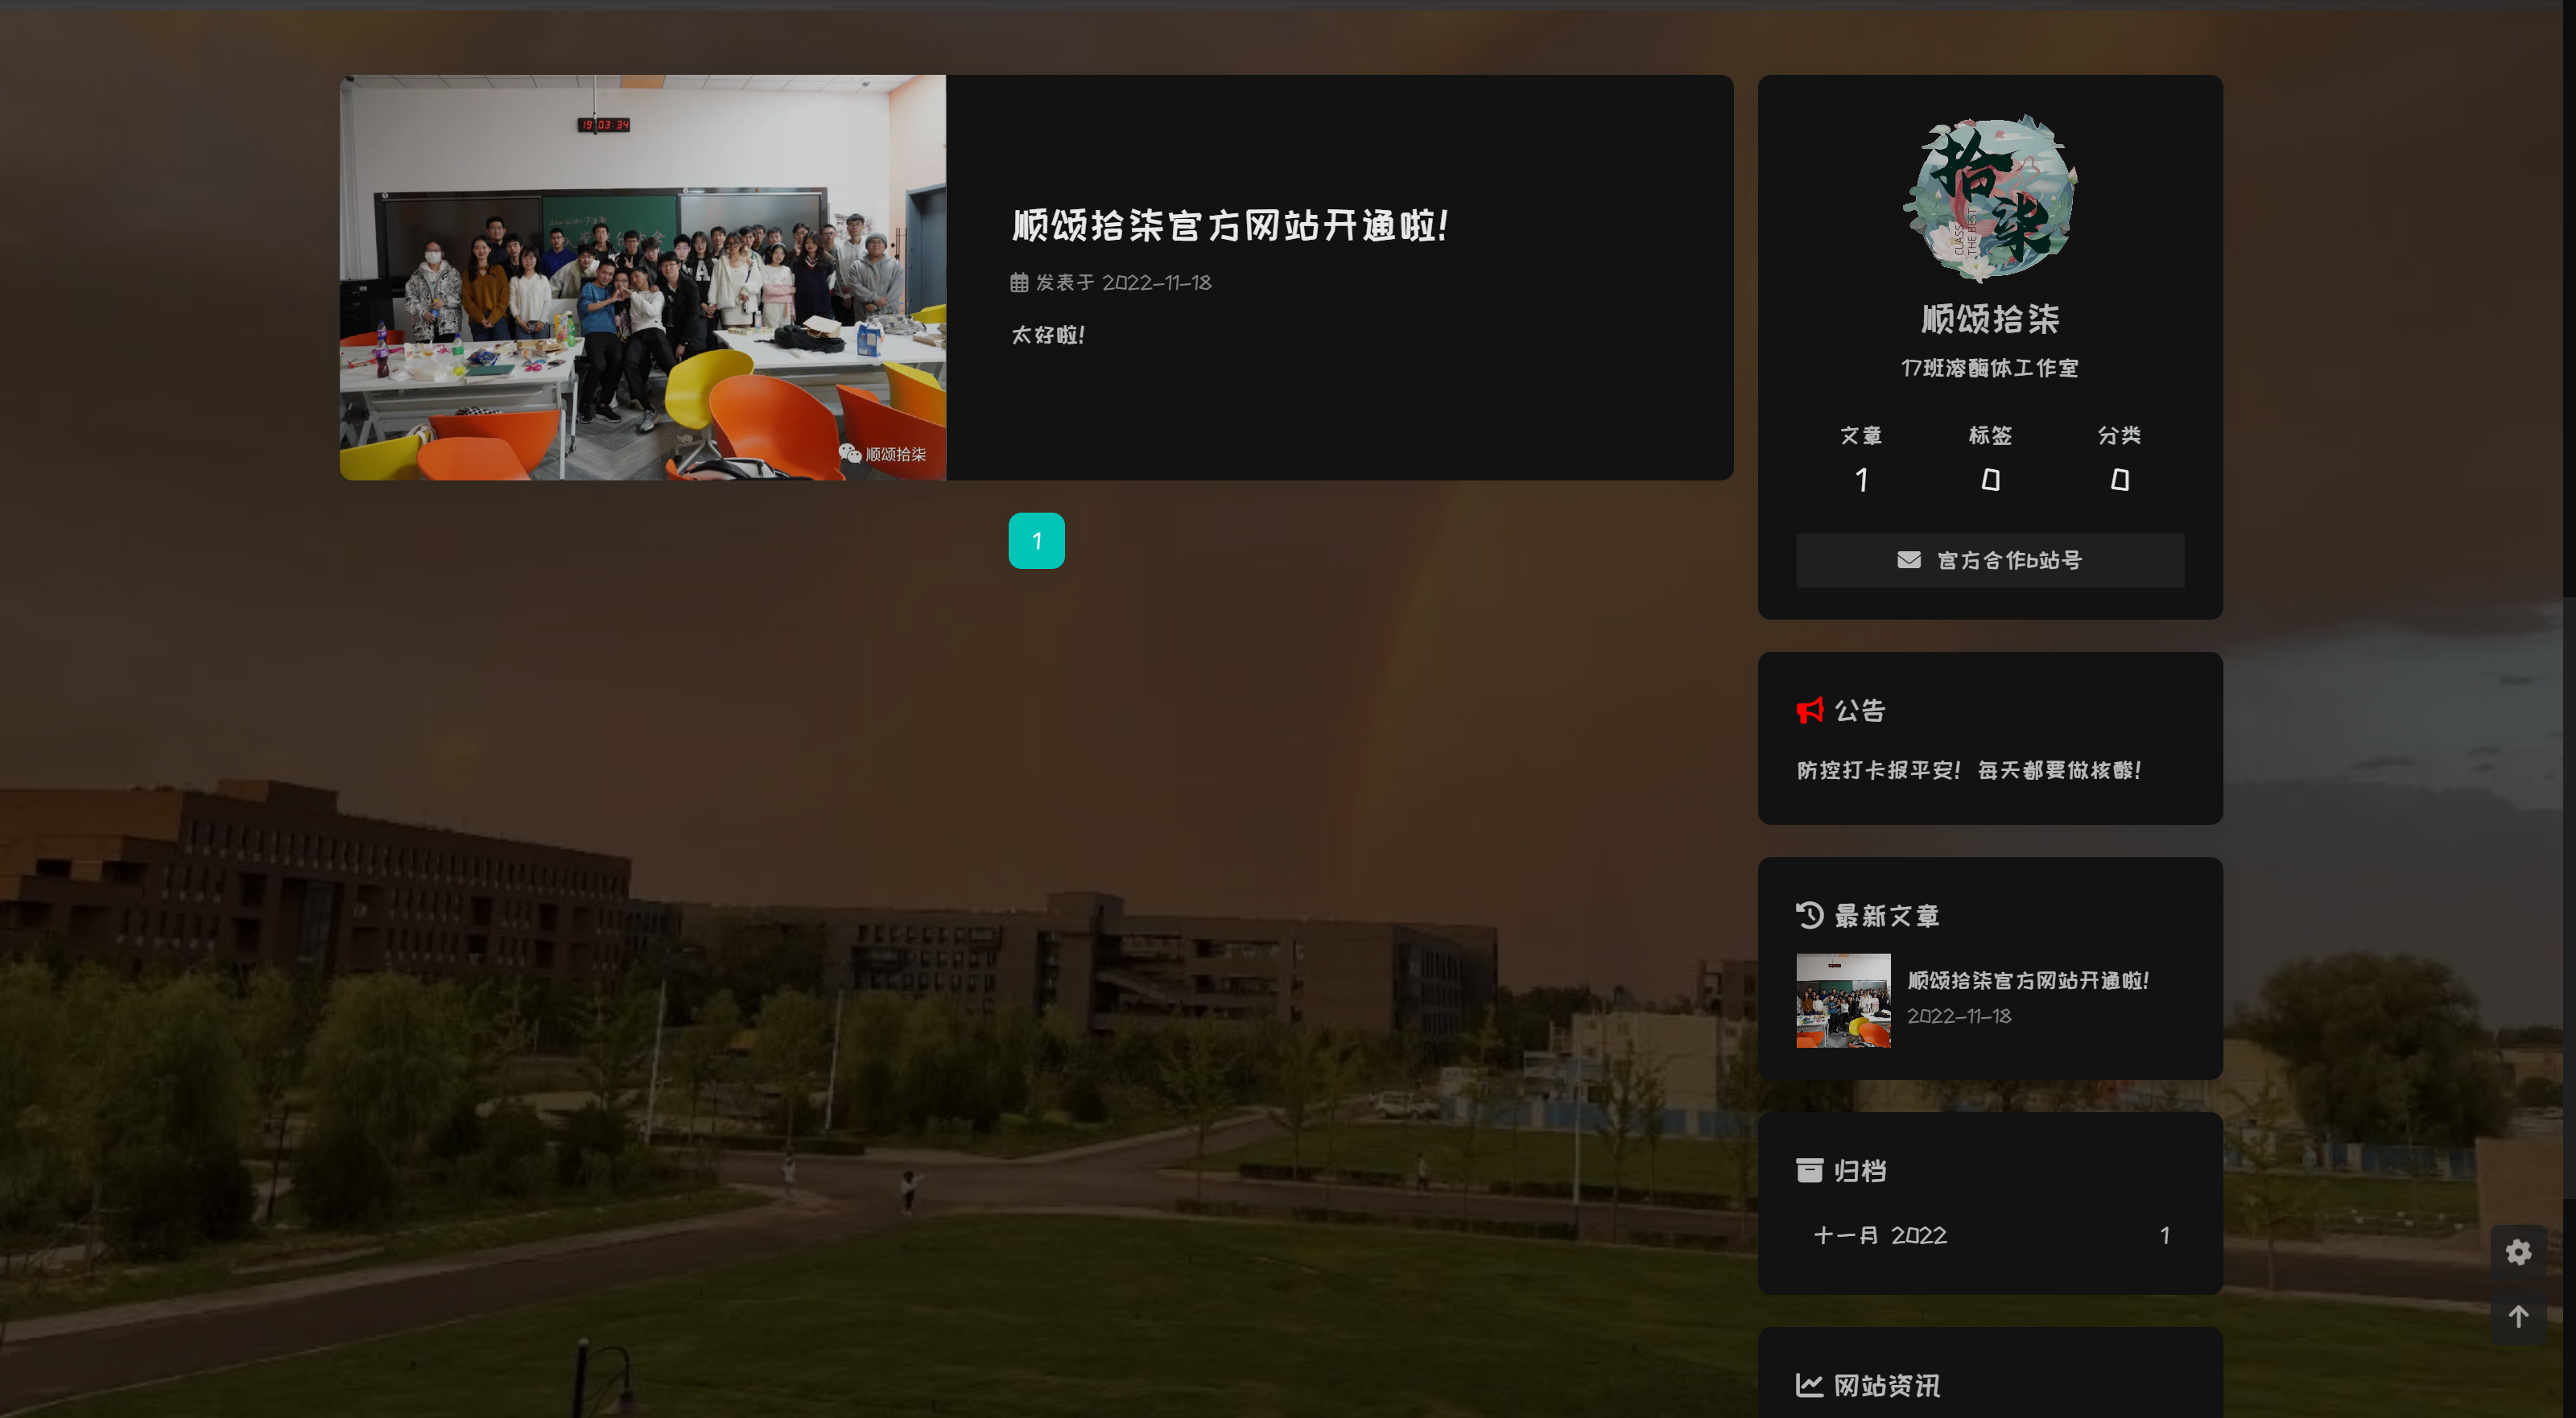 19:03:34
顺颂拾柒
顺颂拾柒官方网站开通啦!
发表于 2022-11-18
太好啦!
1
拾柒
CLASS
THE BEST
顺颂拾柒
17班溶酶体工作室
文章 标签 分类
1 0 0
官方合作b站号
公告
防控打卡报平安! 每天都要做核酸!
最新文章
顺颂拾柒官方网站开通啦!
2022-11-18
归档
十一月 2022 1
网站资讯